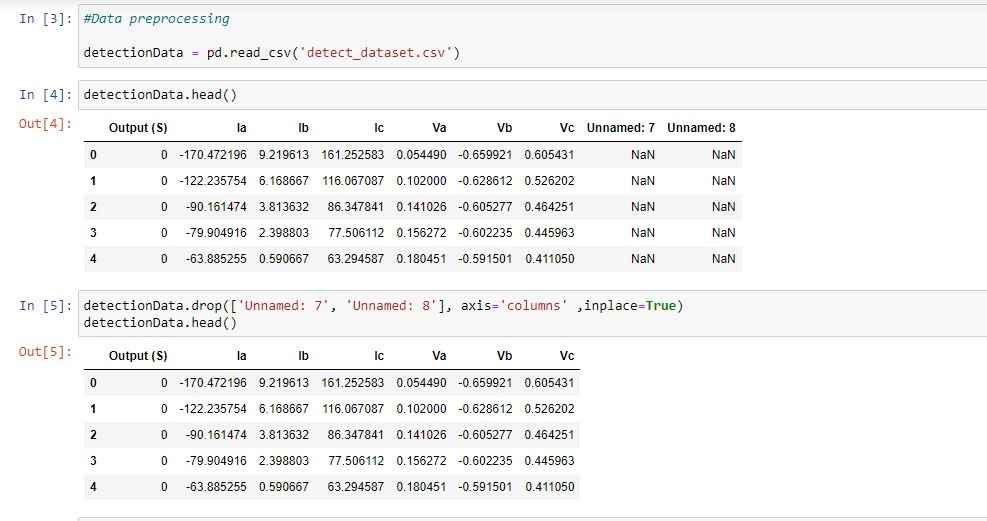 In [3]: #Data preprocessing
detectionData = pd.read_csv('detect_dataset.csv')
In [4]: detectionData.head()
Out[4]:
Output (S) Ia Ib Ic Va Vb Vc Unnamed: 7 Unnamed: 8
0 0 -170.472196 9.219613 161.252583 0.054490 -0.659921 0.605431 NaN NaN
1 0 -122.235754 6.168667 116.067087 0.102000 -0.628612 0.526202 NaN NaN
2 0 -90.161474 3.813632 86.347841 0.141026 -0.605277 0.464251 NaN NaN
3 0 -79.904916 2.398803 77.506112 0.156272 -0.602235 0.445963 NaN NaN
4 0 -63.885255 0.590667 63.294587 0.180451 -0.591501 0.411050 NaN NaN
In [5]: detectionData.drop(['Unnamed: 7', 'Unnamed: 8'], axis='columns' ,inplace=True)
detectionData.head()
Out[5]:
Output (S) Ia Ib Ic Va Vb Vc
0 0 -170.472196 9.219613 161.252583 0.054490 -0.659921 0.605431
1 0 -122.235754 6.168667 116.067087 0.102000 -0.628612 0.526202
2 0 -90.161474 3.813632 86.347841 0.141026 -0.605277 0.464251
3 0 -79.904916 2.398803 77.506112 0.156272 -0.602235 0.445963
4 0 -63.885255 0.590667 63.294587 0.180451 -0.591501 0.411050